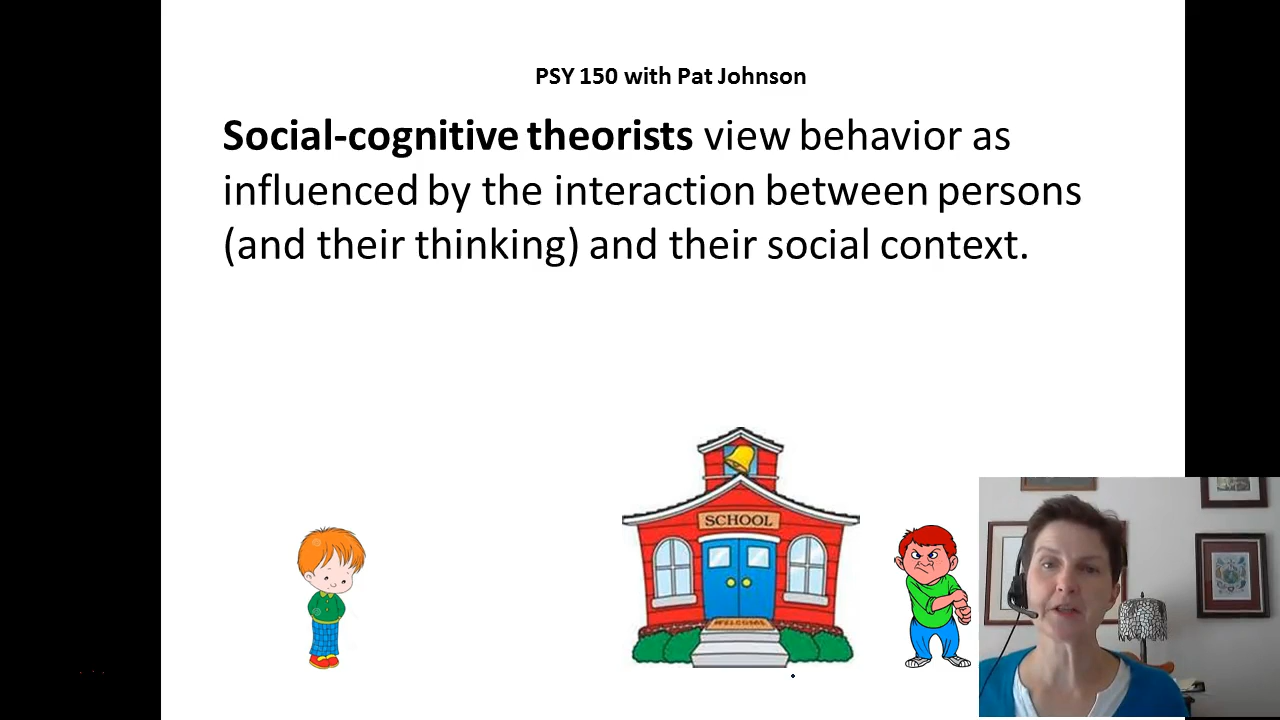 PSY 150 with Pat Johnson
Social-cognitive theorists view behavior as
influenced by the interaction between persons
(and their thinking) and their social context.
SCHOOL
WELCOME